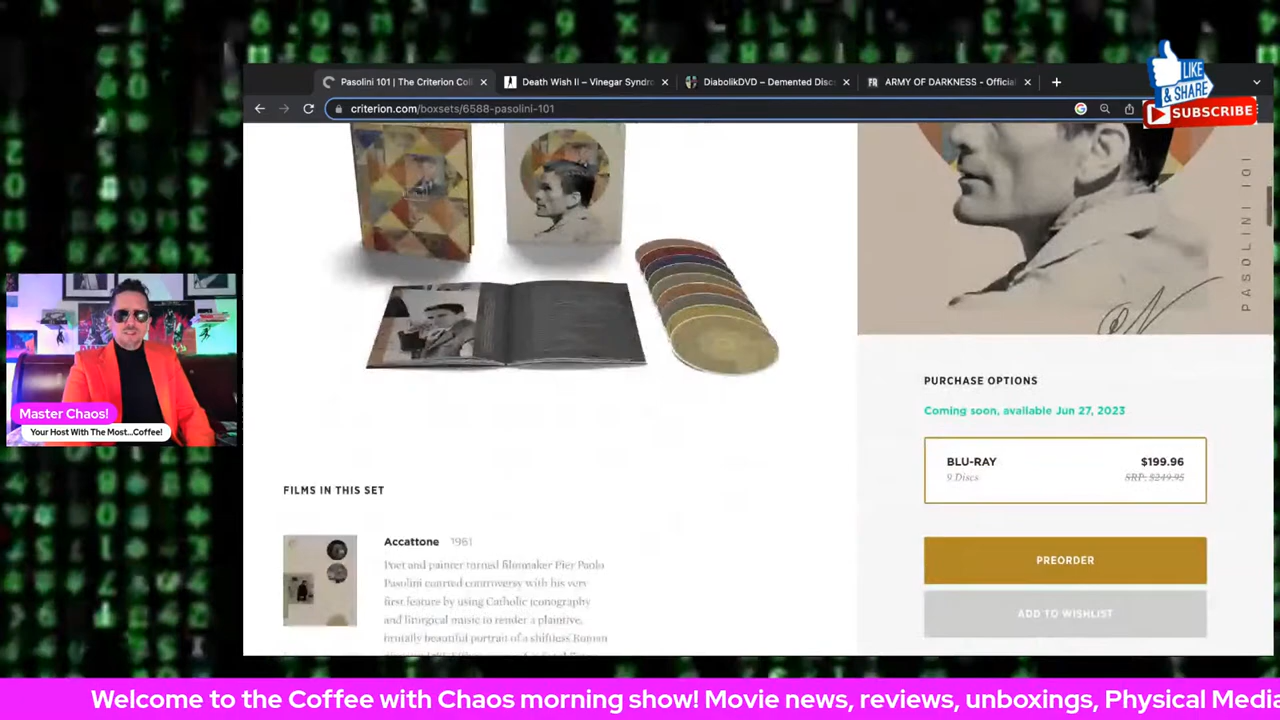 LIKE
& SHARE
SUBSCRIBE
Pasolini 101 | The Criterion Coll
Death Wish II – Vinegar Syndro
DiabolikDVD – Demented Disc
ARMY OF DARKNESS - Official
criterion.com/boxsets/6588-pasolini-101
PASOLINI 101
PURCHASE OPTIONS
Coming soon, available Jun 27, 2023
BLU-RAY $199.96
9 Discs SRP: $249.95
PREORDER
ADD TO WISHLIST
FILMS IN THIS SET
Accattone 1961
Poet and painter turned filmmaker Pier Paolo
Pasolini courted controversy with his very
first feature by using Catholic iconography
and liturgical music to render a plaintive,
brutally beautiful portrait of a shiftless Roman
Master Chaos!
Your Host With The Most...Coffee!
Welcome to the Coffee with Chaos morning show! Movie news, reviews, unboxings, Physical Media